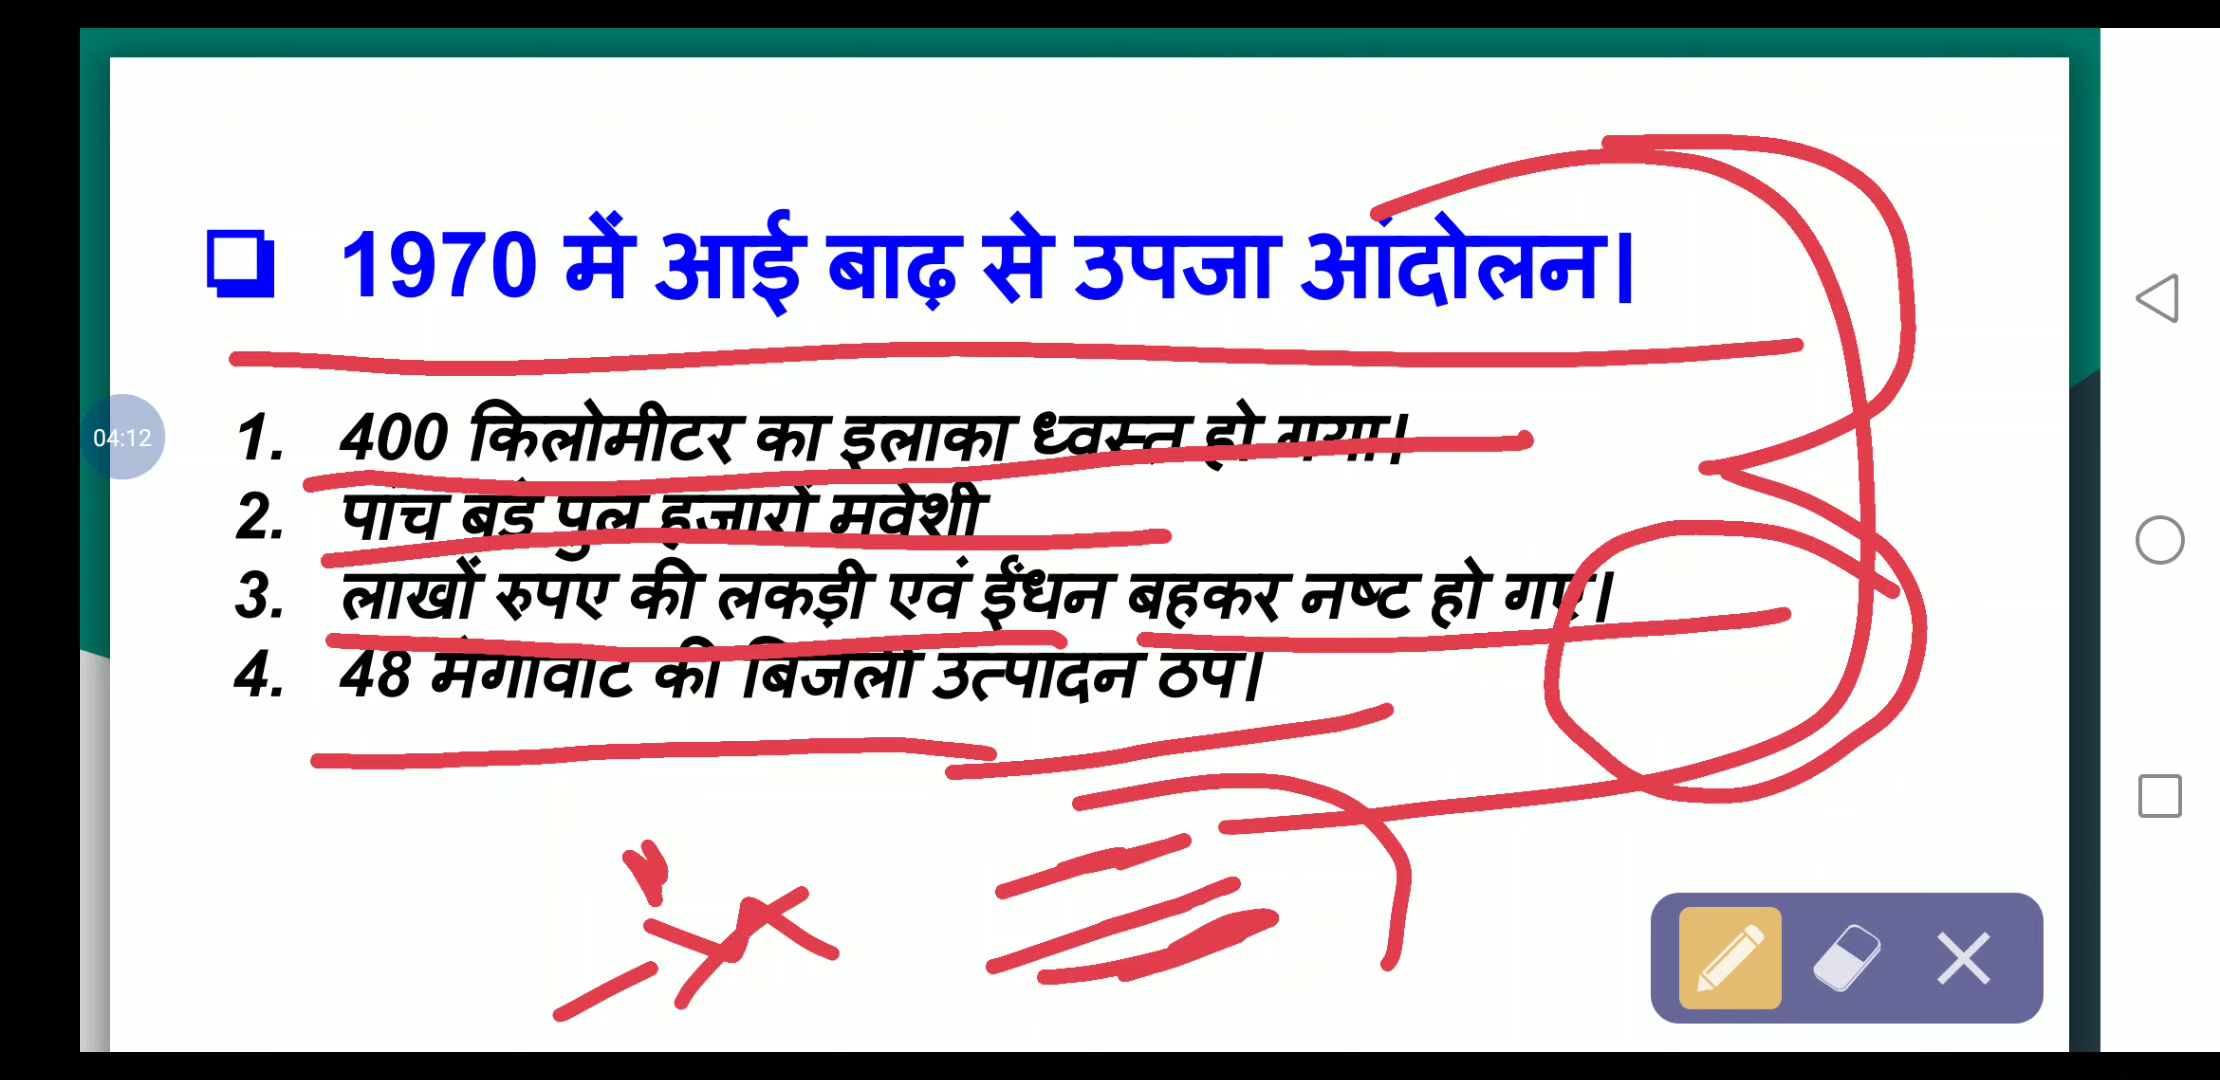 1970 में आई बाढ़ से उपजा आंदोलन।
1. 400 किलोमीटर का इलाका ध्वस्त हो गया।
04:12
2. पांच बड़े पुल हजारों मवेशी
3. लाखों रुपए की लकड़ी एवं ईंधन बहकर नष्ट हो गए।
4. 48 मेगावाट की बिजली उत्पादन ठप।